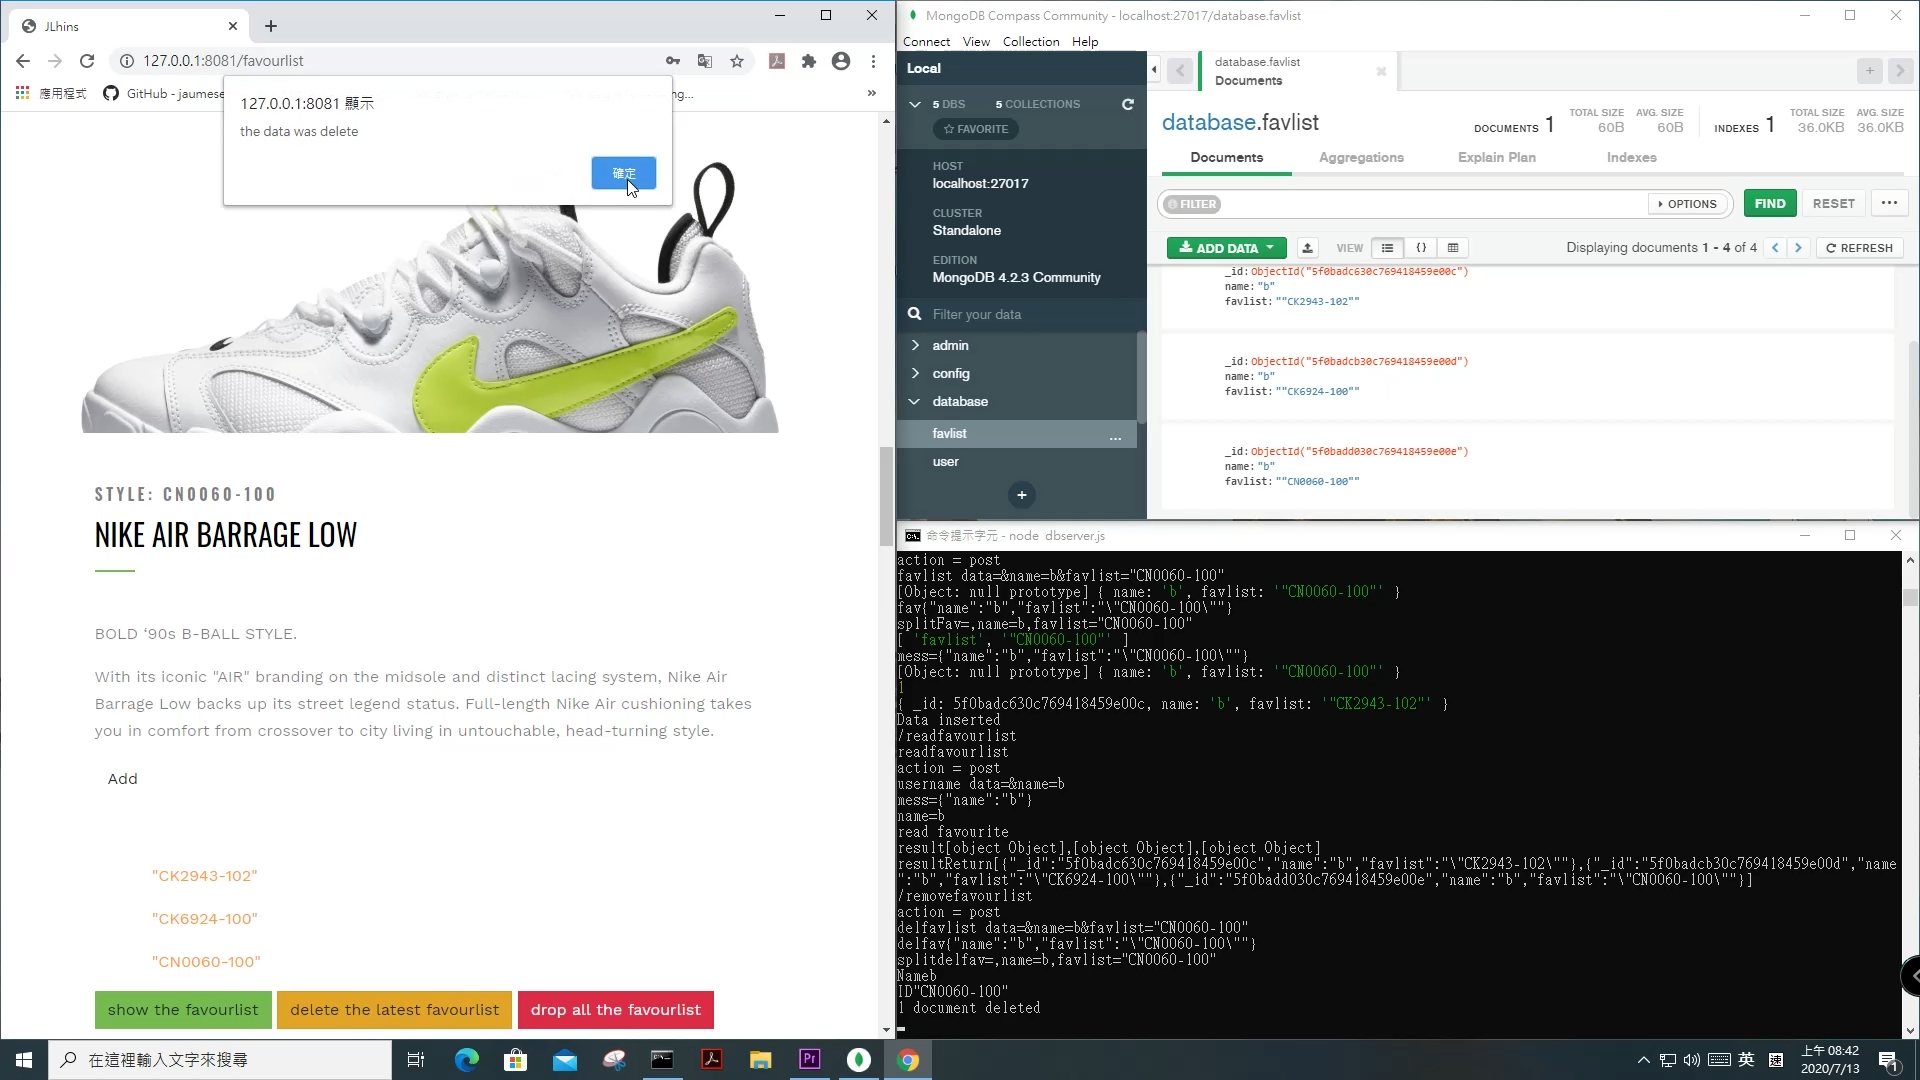 JLhins
127.0.0.1:8081/favourlist
應用程式
GitHub - jaumese
ng...
»
127.0.0.1:8081 顯示
the data was delete
確定
STYLE: CN0060-100
NIKE AIR BARRAGE LOW
BOLD ‘90s B-BALL STYLE.
With its iconic "AIR" branding on the midsole and distinct lacing system, Nike Air
Barrage Low backs up its street legend status. Full-length Nike Air cushioning takes
you in comfort from crossover to city living in untouchable, head-turning style.
Add
"CK2943-102"
"CK6924-100"
"CN0060-100"
show the favourlist
delete the latest favourlist
drop all the favourlist
MongoDB Compass Community - localhost:27017/database.favlist
Connect View Collection Help
Local
5 DBS 5 COLLECTIONS
FAVORITE
HOST
localhost:27017
CLUSTER
Standalone
EDITION
MongoDB 4.2.3 Community
Filter your data
admin
config
database
favlist ...
user
database.favlist
Documents
database.favlist
DOCUMENTS 1 TOTAL SIZE 60B AVG. SIZE 60B INDEXES 1 TOTAL SIZE 36.0KB AVG. SIZE 36.0KB
Documents Aggregations Explain Plan Indexes
FILTER OPTIONS FIND RESET ...
ADD DATA VIEW {} Displaying documents 1 - 4 of 4 REFRESH
_id: ObjectId("5f0badc630c769418459e00c")
name: "b"
favlist: ""CK2943-102""
_id: ObjectId("5f0badcb30c769418459e00d")
name: "b"
favlist: ""CK6924-100""
_id: ObjectId("5f0badd030c769418459e00e")
name: "b"
favlist: ""CN0060-100""
命令提示字元 - node dbserver.js
action = post
favlist data=&name=b&favlist="CN0060-100"
[Object: null prototype] { name: 'b', favlist: '"CN0060-100"' }
fav{"name":"b","favlist":"\"CN0060-100\""}
splitFav=,name=b,favlist="CN0060-100"
[ 'favlist', '"CN0060-100"' ]
mess={"name":"b","favlist":"\"CN0060-100\""}
[Object: null prototype] { name: 'b', favlist: '"CN0060-100"' }
1
{ _id: 5f0badc630c769418459e00c, name: 'b', favlist: '"CK2943-102"' }
Data inserted
/readfavourlist
readfavourlist
action = post
username data=&name=b
mess={"name":"b"}
name=b
read favourite
result[object Object],[object Object],[object Object]
resultReturn[{"_id":"5f0badc630c769418459e00c","name":"b","favlist":"\"CK2943-102\""},{"_id":"5f0badcb30c769418459e00d","name
":"b","favlist":"\"CK6924-100\""},{"_id":"5f0badd030c769418459e00e","name":"b","favlist":"\"CN0060-100\""}]
/removefavourlist
action = post
delfavlist data=&name=b&favlist="CN0060-100"
delfav{"name":"b","favlist":"\"CN0060-100\""}
splitdelfav=,name=b,favlist="CN0060-100"
Nameb
ID"CN0060-100"
1 document deleted
在這裡輸入文字來搜尋
Pr
英
上午 08:42
2020/7/13
1